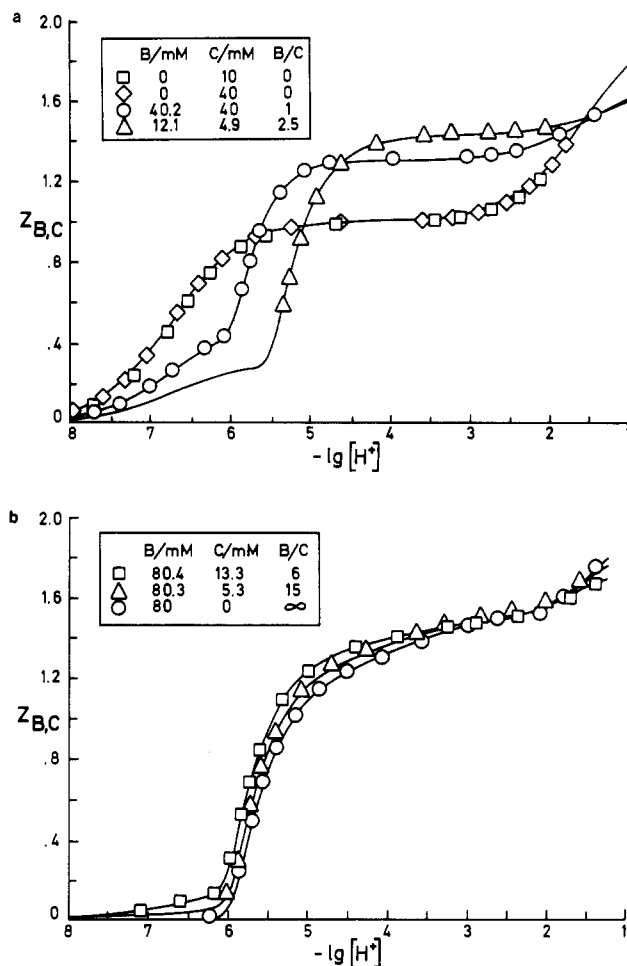 a
2.0
B/mM C/mM B/C
0 10 0
0 40 0
40.2 40 1
12.1 4.9 2.5
1.6
1.2
Z B,C
.8
.4
0
8 7 6 5 4 3 2 1
- lg [H+]
b
2.0
B/mM C/mM B/C
80.4 13.3 6
80.3 5.3 15
80 0 ∞
1.6
1.2
Z B,C
.8
.4
0
8 7 6 5 4 3 2 1
- lg [H+]